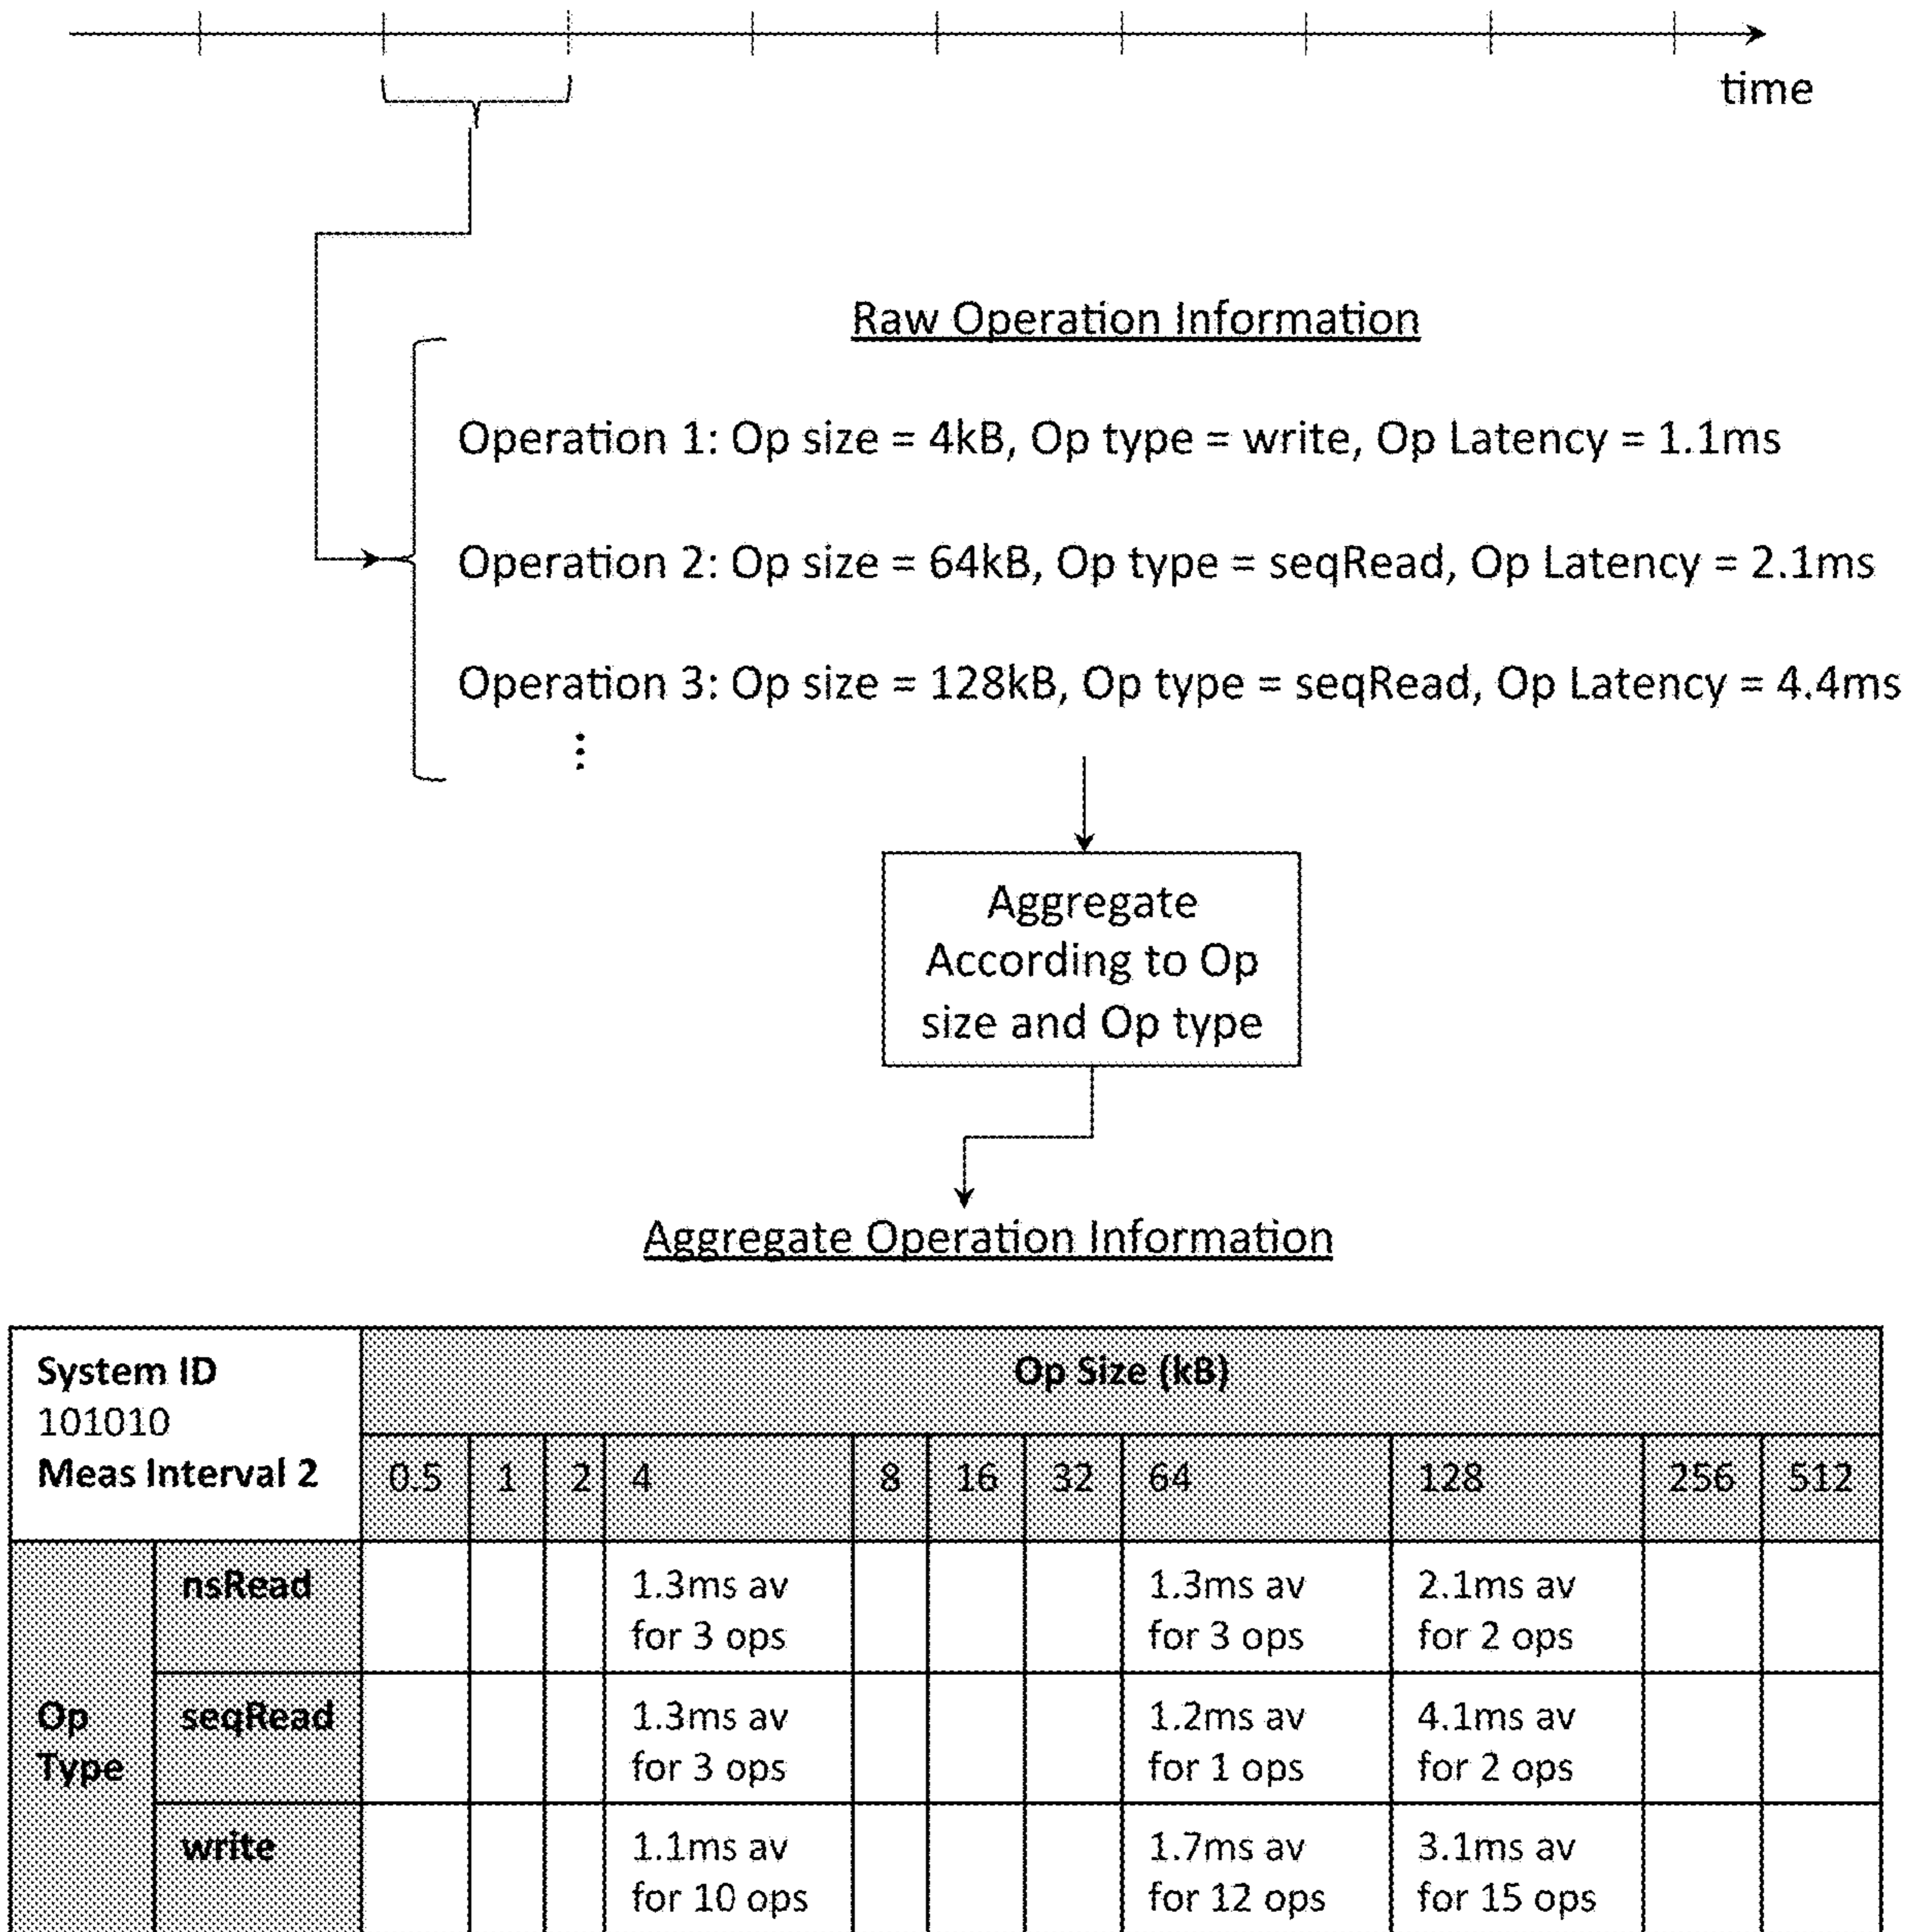 time
Raw Operation Information
Operation 1: Op size = 4kB, Op type = write, Op Latency = 1.1ms
Operation 2: Op size = 64kB, Op type = seqRead, Op Latency = 2.1ms
Operation 3: Op size = 128kB, Op type = seqRead, Op Latency = 4.4ms
⋮
Aggregate
According to Op
size and Op type
Aggregate Operation Information
System ID
101010
Meas Interval 2
Op Size (kB)
0.5 1 2 4 8 16 32 64 128 256 512
Op
Type
nsRead
1.3ms av
for 3 ops
1.3ms av
for 3 ops
2.1ms av
for 2 ops
seqRead
1.3ms av
for 3 ops
1.2ms av
for 1 ops
4.1ms av
for 2 ops
write
1.1ms av
for 10 ops
1.7ms av
for 12 ops
3.1ms av
for 15 ops